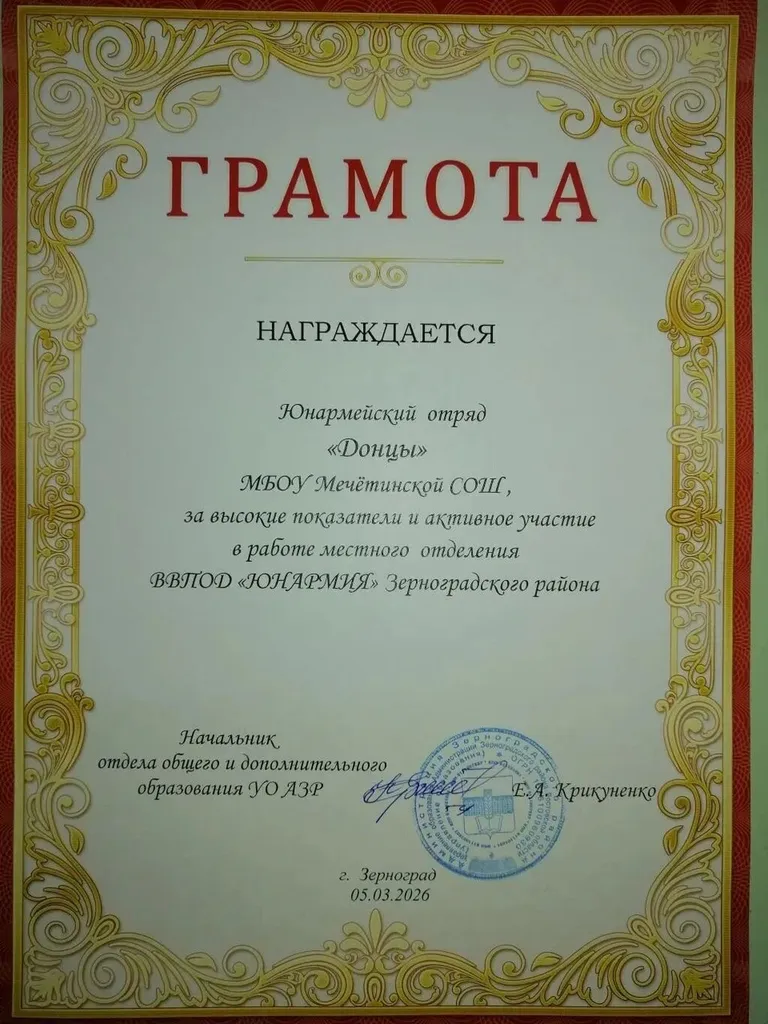 ГРАМОТА
НАГРАЖДАЕТСЯ
Юнармейский отряд
«Донцы»
МБОУ Мечётинской СОШ ,
за высокие показатели и активное участие
в работе местного отделения
ВВПОД «ЮНАРМИЯ» Зерноградского района
Начальник
отдела общего и дополнительного
образования УО АЗР
Е.А. Крикуненко
г. Зерноград
05.03.2026